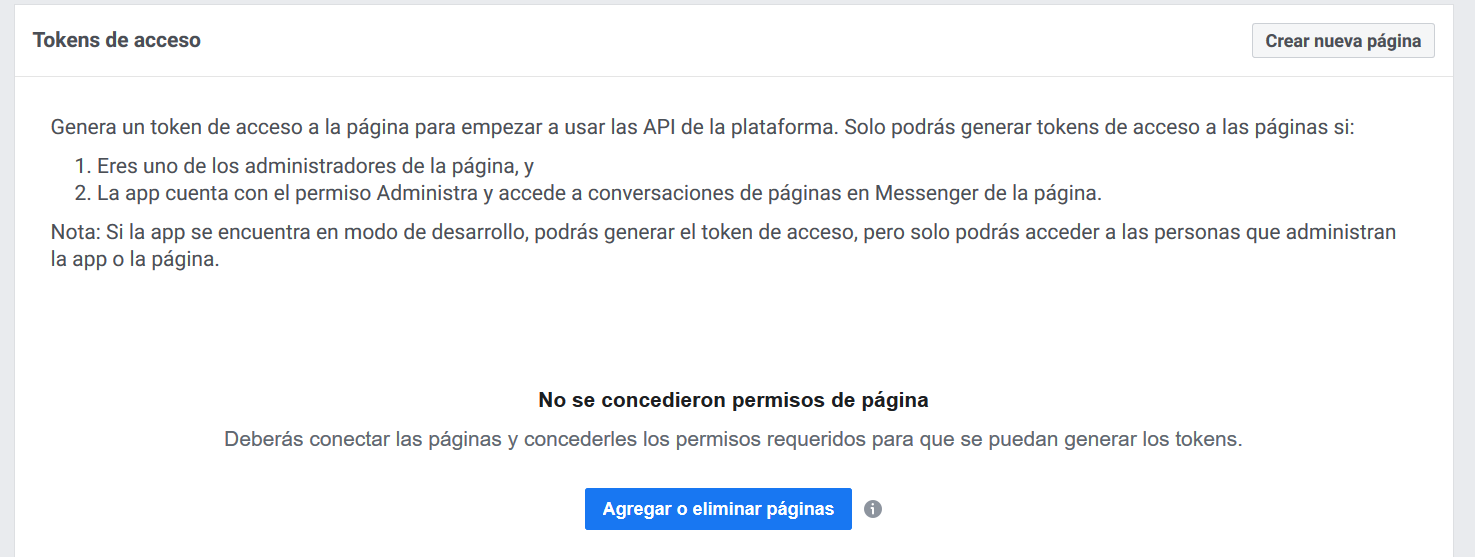 Tokens de acceso
Crear nueva página
Genera un token de acceso a la página para empezar a usar las API de la plataforma. Solo podrás generar tokens de acceso a las páginas si:
1. Eres uno de los administradores de la página, y
2. La app cuenta con el permiso Administra y accede a conversaciones de páginas en Messenger de la página.
Nota: Si la app se encuentra en modo de desarrollo, podrás generar el token de acceso, pero solo podrás acceder a las personas que administran
la app o la página.
No se concedieron permisos de página
Deberás conectar las páginas y concederles los permisos requeridos para que se puedan generar los tokens.
Agregar o eliminar páginas